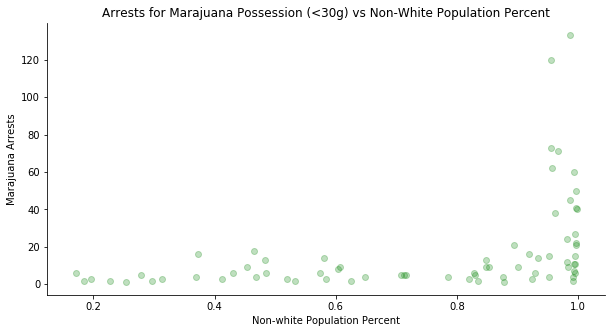 Arrests for Marajuana Possession (<30g) vs Non-White Population Percent
120
100
80
60
40
20
0
Marajuana Arrests
0.2 0.4 0.6 0.8 1.0
Non-white Population Percent